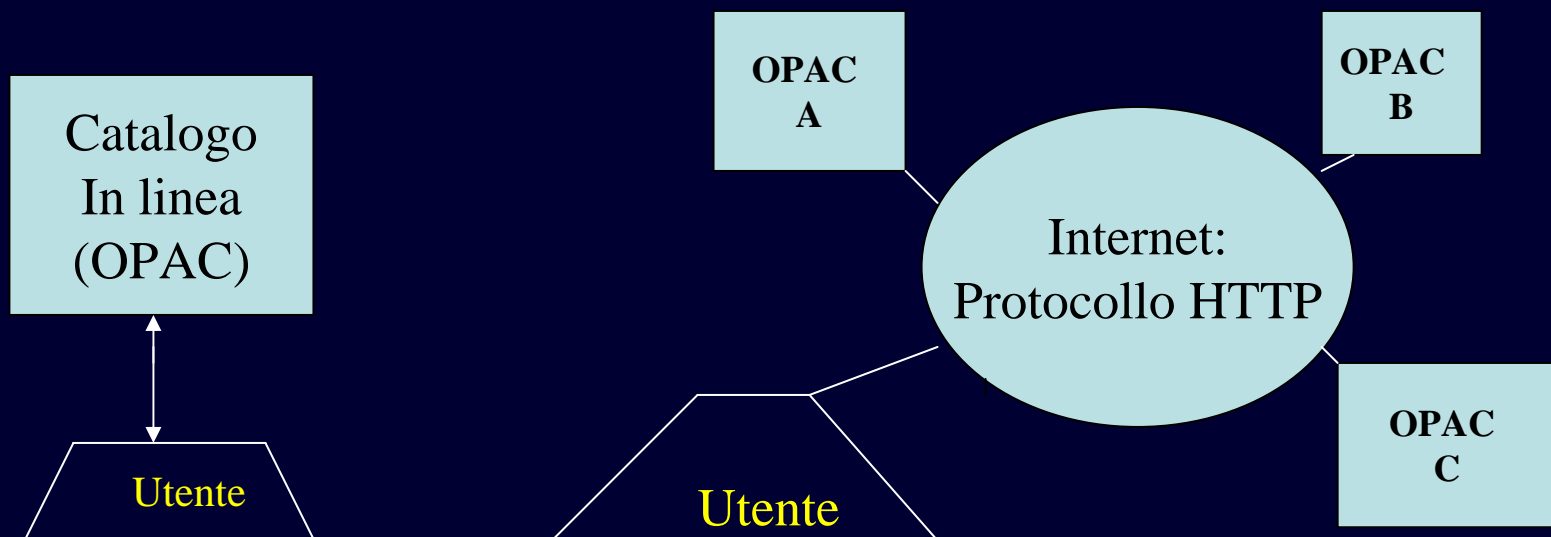 Catalogo
In linea
(OPAC)
Utente
OPAC
A
OPAC
B
Internet:
Protocollo HTTP
OPAC
C
Utente